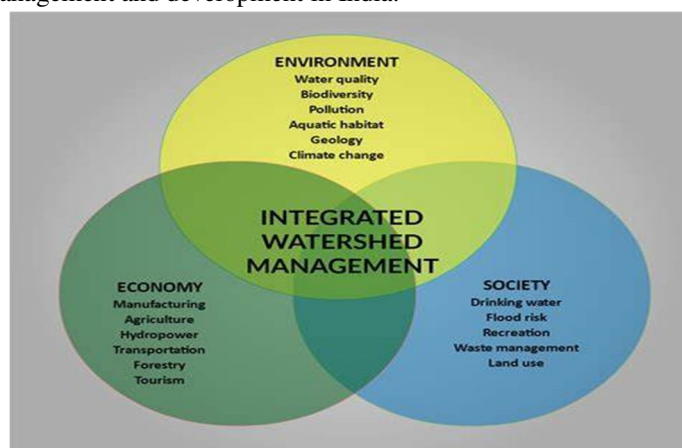 anagement and development in India.
ENVIRONMENT
Water quality
Biodiversity
Pollution
Aquatic habitat
Geology
Climate change
INTEGRATED
WATERSHED
MANAGEMENT
ECONOMY
Manufacturing
Agriculture
Hydropower
Transportation
Forestry
Tourism
SOCIETY
Drinking water
Flood risk
Recreation
Waste management
Land use